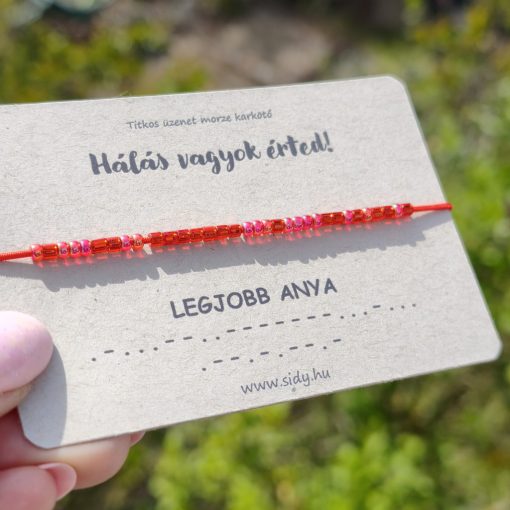 Titkos üzenet morze karkötő
Hálás vagyok érted!
LEGJOBB ANYA
.-...--..-------...-...
.--.-.--.-
www.sidy.hu